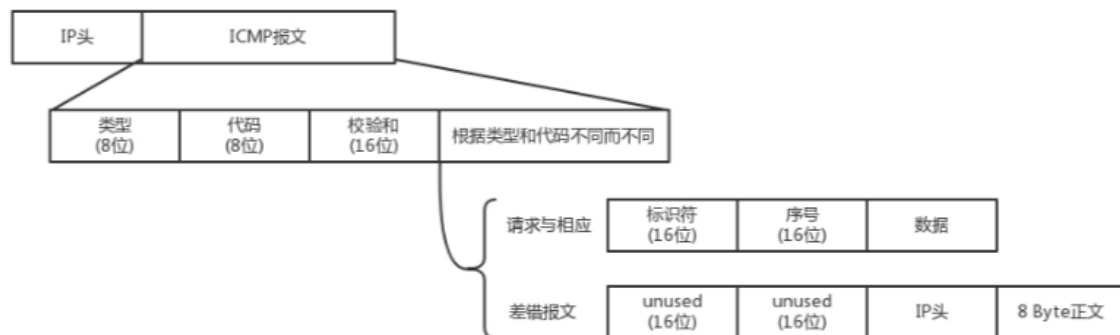 IP头
ICMP报文
类型
(8位)
代码
(8位)
校验和
(16位)
根据类型和代码不同而不同
请求与相应
标识符
(16位)
序号
(16位)
数据
差错报文
unused
(16位)
unused
(16位)
IP头
8 Byte正文